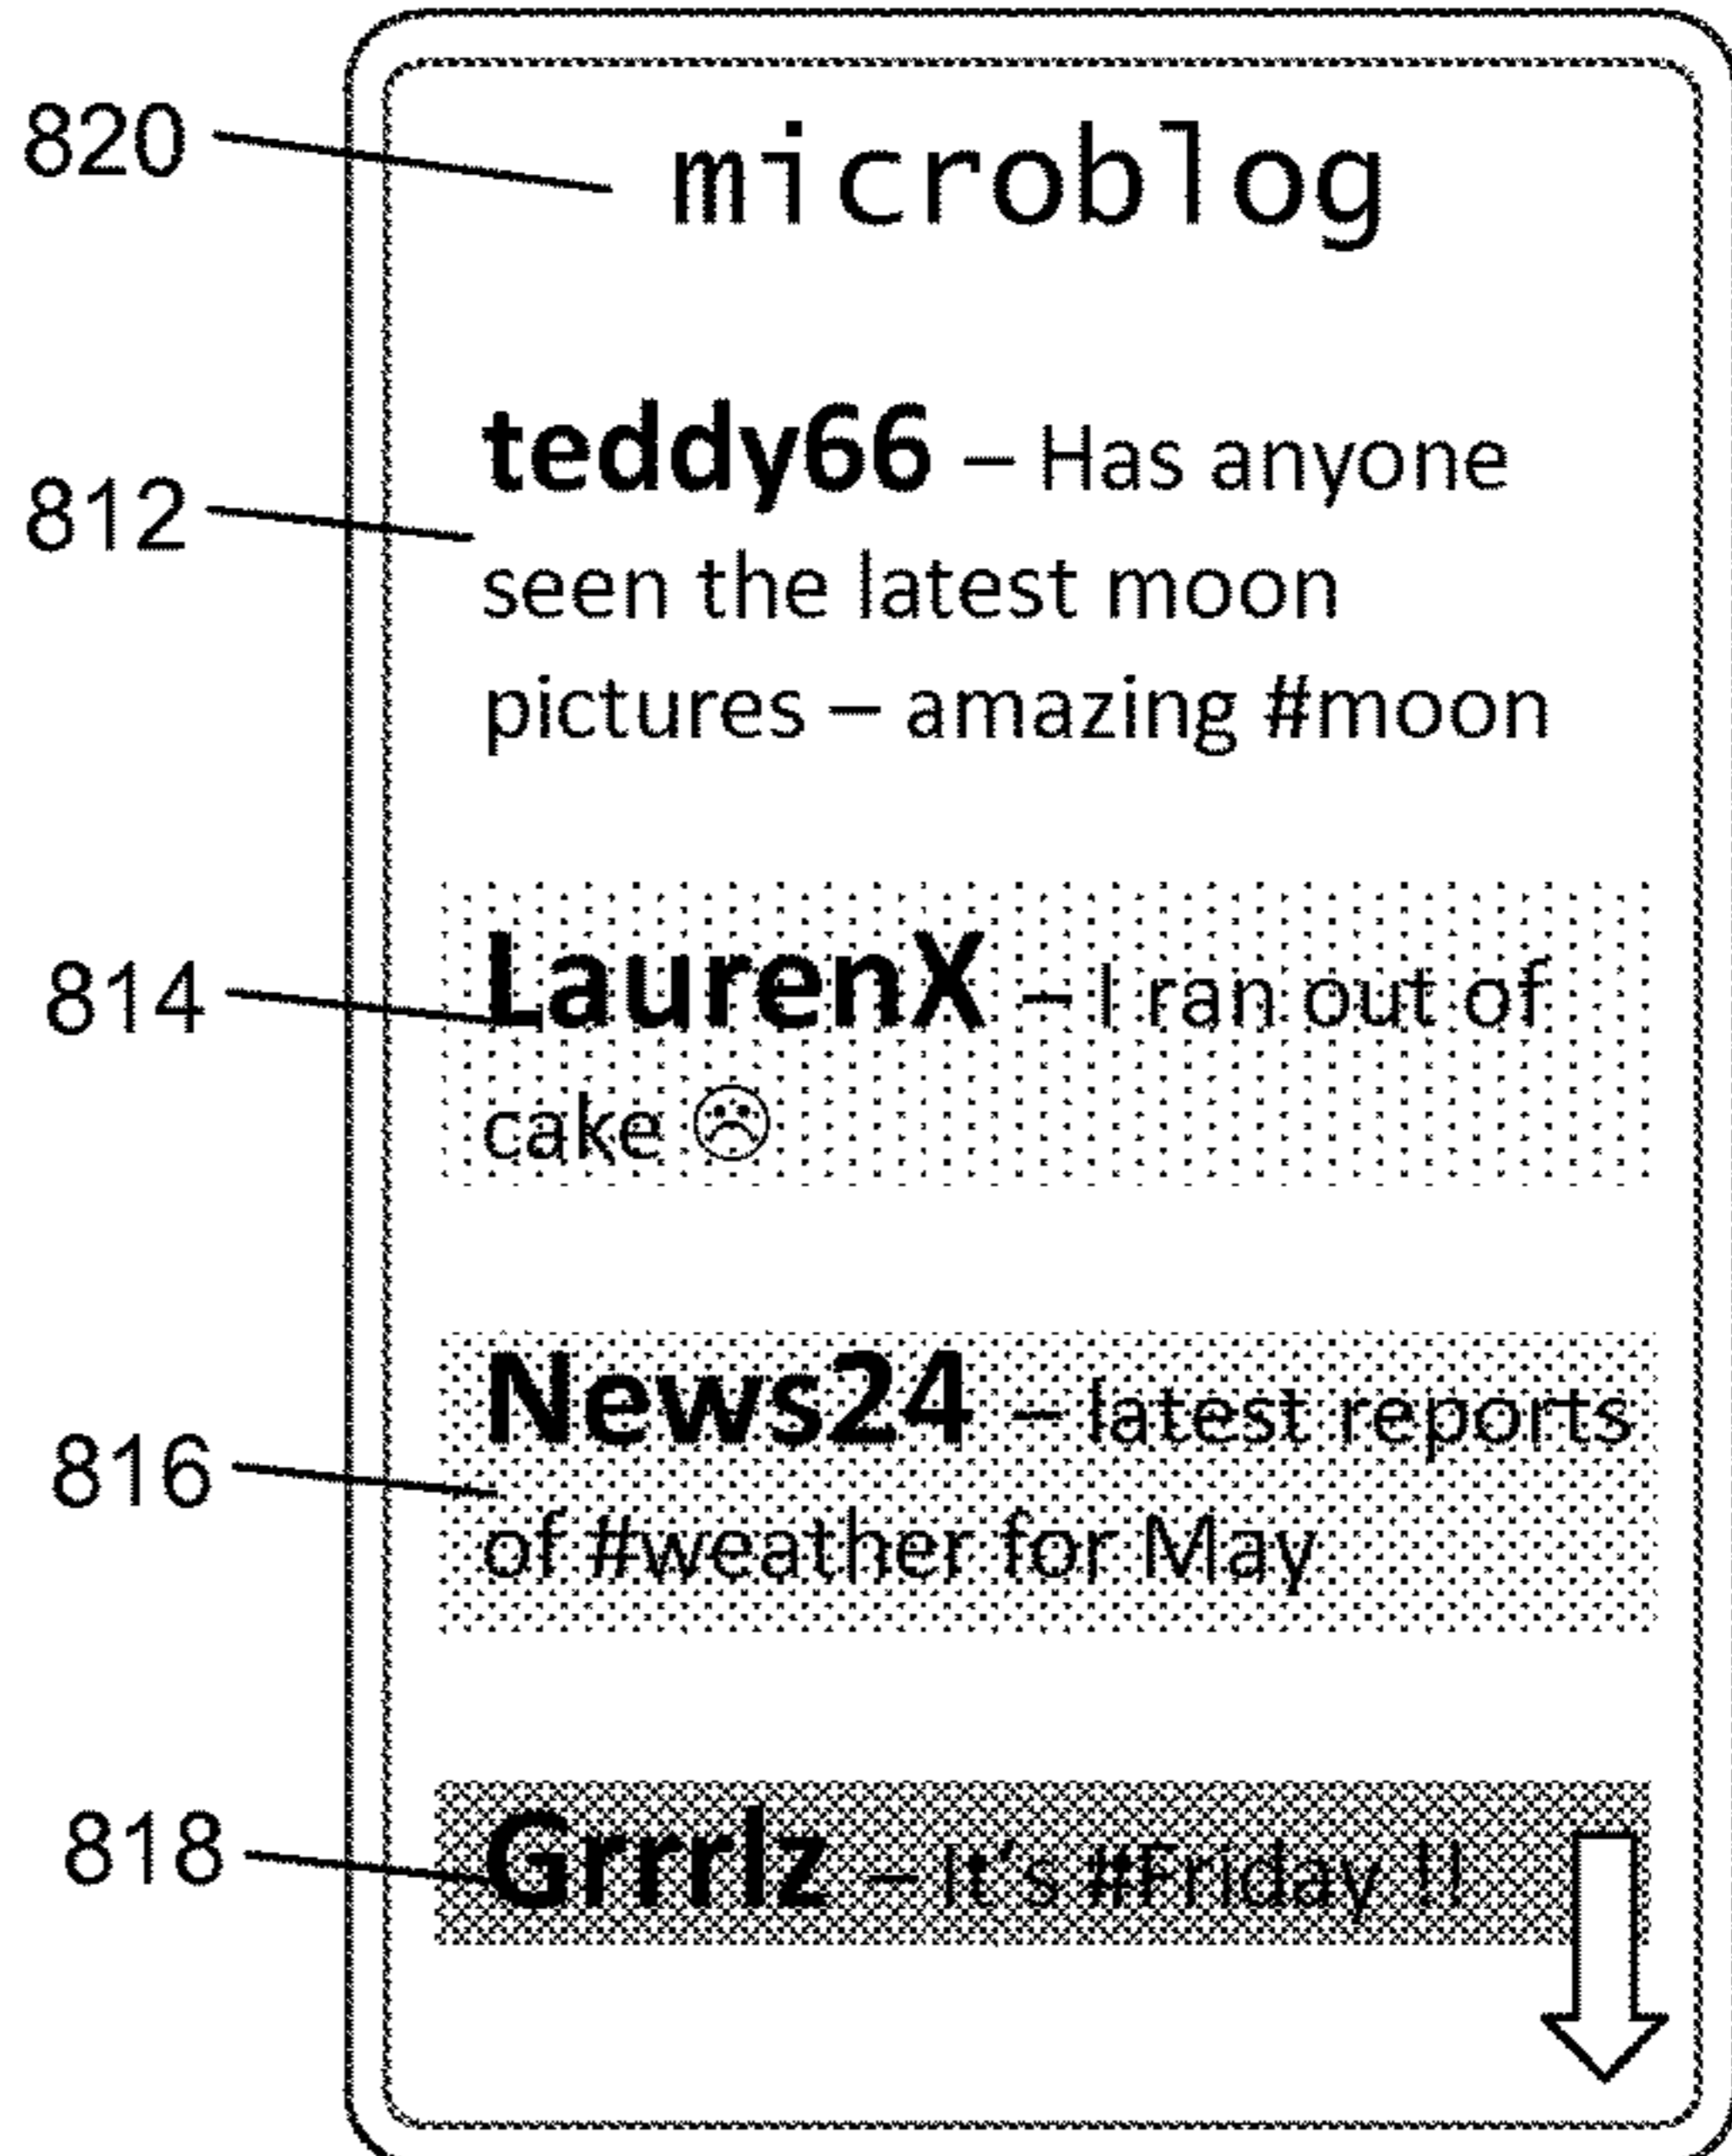 820
microblog
812
teddy66 – Has anyone
seen the latest moon
pictures – amazing #moon
814
LaurenX – I ran out of
cake ☹
816
News24 – latest reports
of #weather for May
818
Grrrlz – It's #Friday !!